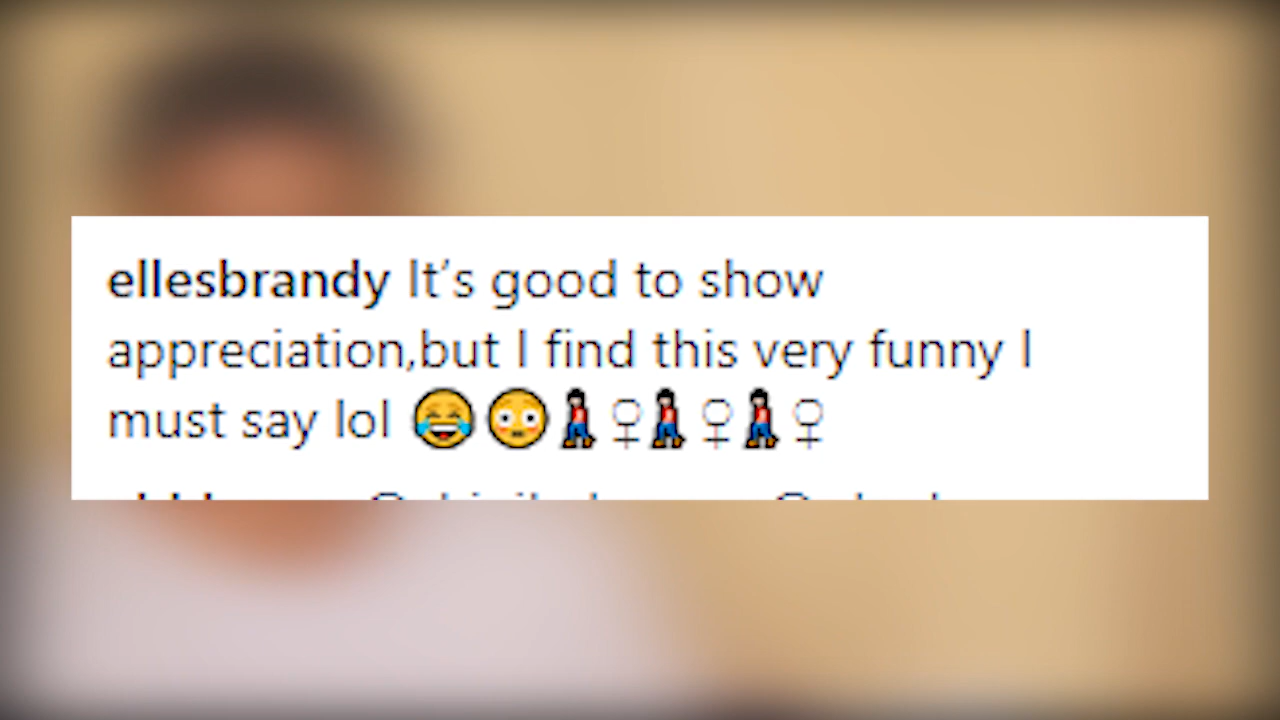 ellesbrandy It's good to show
appreciation,but I find this very funny I
must say lol 😂😳🚶♀🚶♀🚶♀